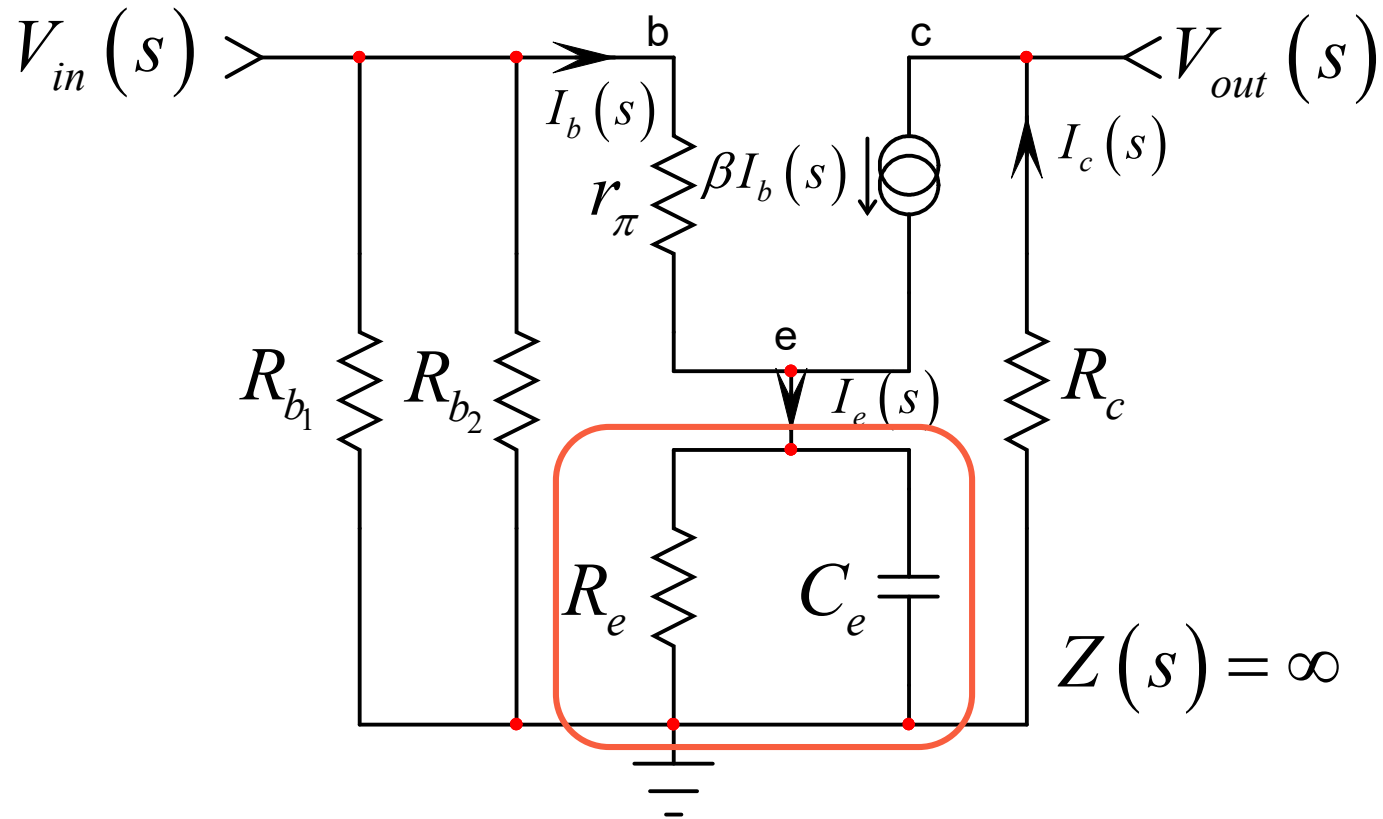 V_in(s)
b
c
V_out(s)
I_b(s)
βI_b(s)
I_c(s)
r_π
e
R_b1
R_b2
I_e(s)
R_c
R_e
C_e
Z(s) = ∞